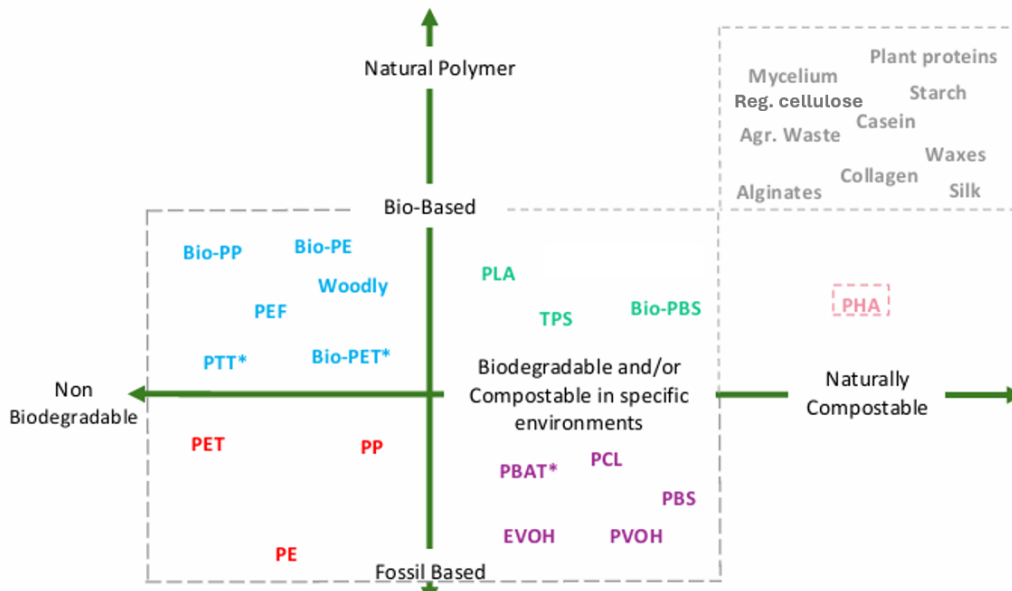 Natural Polymer
Plant proteins
Mycelium
Starch
Reg. cellulose
Casein
Agr. Waste
Waxes
Collagen
Alginates
Silk
Bio-Based
Bio-PP
Bio-PE
Woodly
PEF
PTT*
Bio-PET*
PLA
TPS
Bio-PBS
PHA
Non
Biodegradable
Biodegradable and/or
Compostable in specific
environments
Naturally
Compostable
PET
PP
PE
PBAT*
PCL
PBS
EVOH
PVOH
Fossil Based